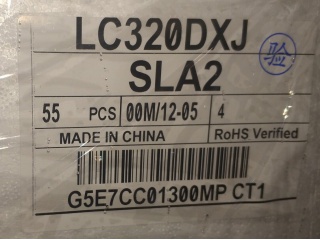 LC320DXJ
验
SLA2
55 PCS 00M/12-05 4
MADE IN CHINA RoHS Verified
G5E7CC01300MP CT1